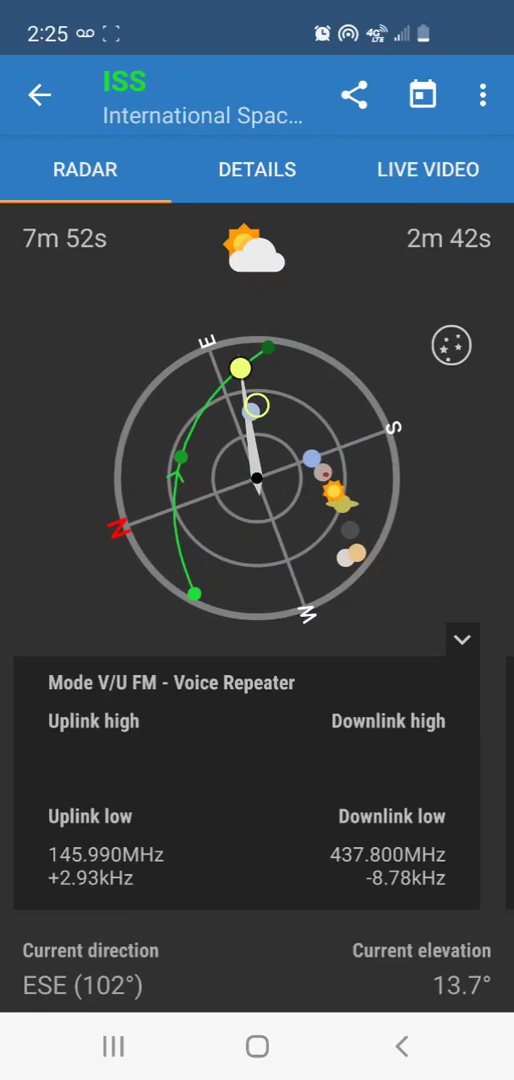 2:25
4G LTE
ISS
International Spac...
RADAR
DETAILS
LIVE VIDEO
7m 52s
2m 42s
E
S
N
W
Mode V/U FM - Voice Repeater
Uplink high
Downlink high
Uplink low
Downlink low
145.990MHz
437.800MHz
+2.93kHz
-8.78kHz
Current direction
Current elevation
ESE (102°)
13.7°